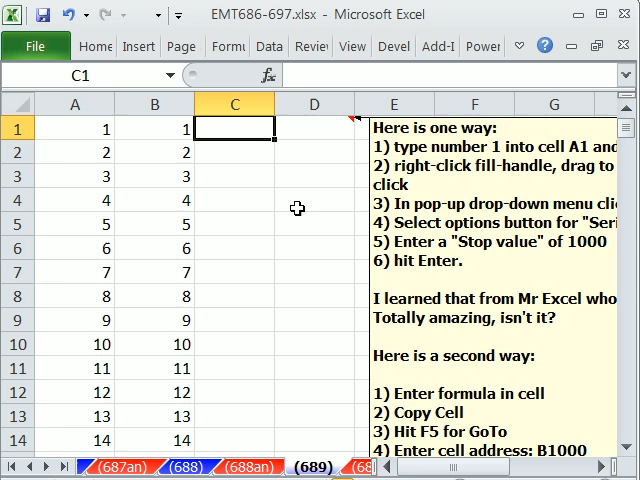 EMT686-697.xlsx - Microsoft Excel
File Home Insert Page Formu Data Review View Devel Add-I Power
C1 fx
A B C D E F G
1 1 1 Here is one way:
1) type number 1 into cell A1 and
2 2 2 2) right-click fill-handle, drag to
3 3 3 click
4 4 4 3) In pop-up drop-down menu clic
5 5 5 4) Select options button for "Seri
5) Enter a "Stop value" of 1000
6 6 6 6) hit Enter.
7 7 7
8 8 8 I learned that from Mr Excel who
9 9 9 Totally amazing, isn't it?
10 10 10 Here is a second way:
11 11 11
12 12 12 1) Enter formula in cell
13 13 13 2) Copy Cell
3) Hit F5 for GoTo
14 14 14 4) Enter cell address: B1000
(687an) (688) (688an) (689) (68